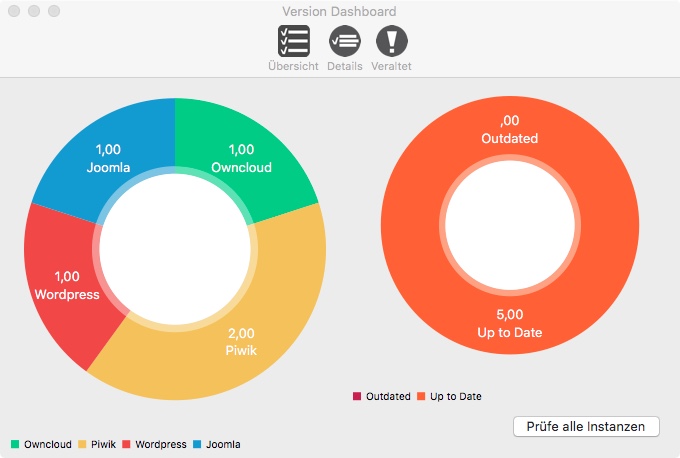 Version Dashboard
Übersicht Details Veraltet
1,00
Joomla
1,00
Owncloud
1,00
Wordpress
2,00
Piwik
,00
Outdated
5,00
Up to Date
Outdated Up to Date
Prüfe alle Instanzen
Owncloud Piwik Wordpress Joomla